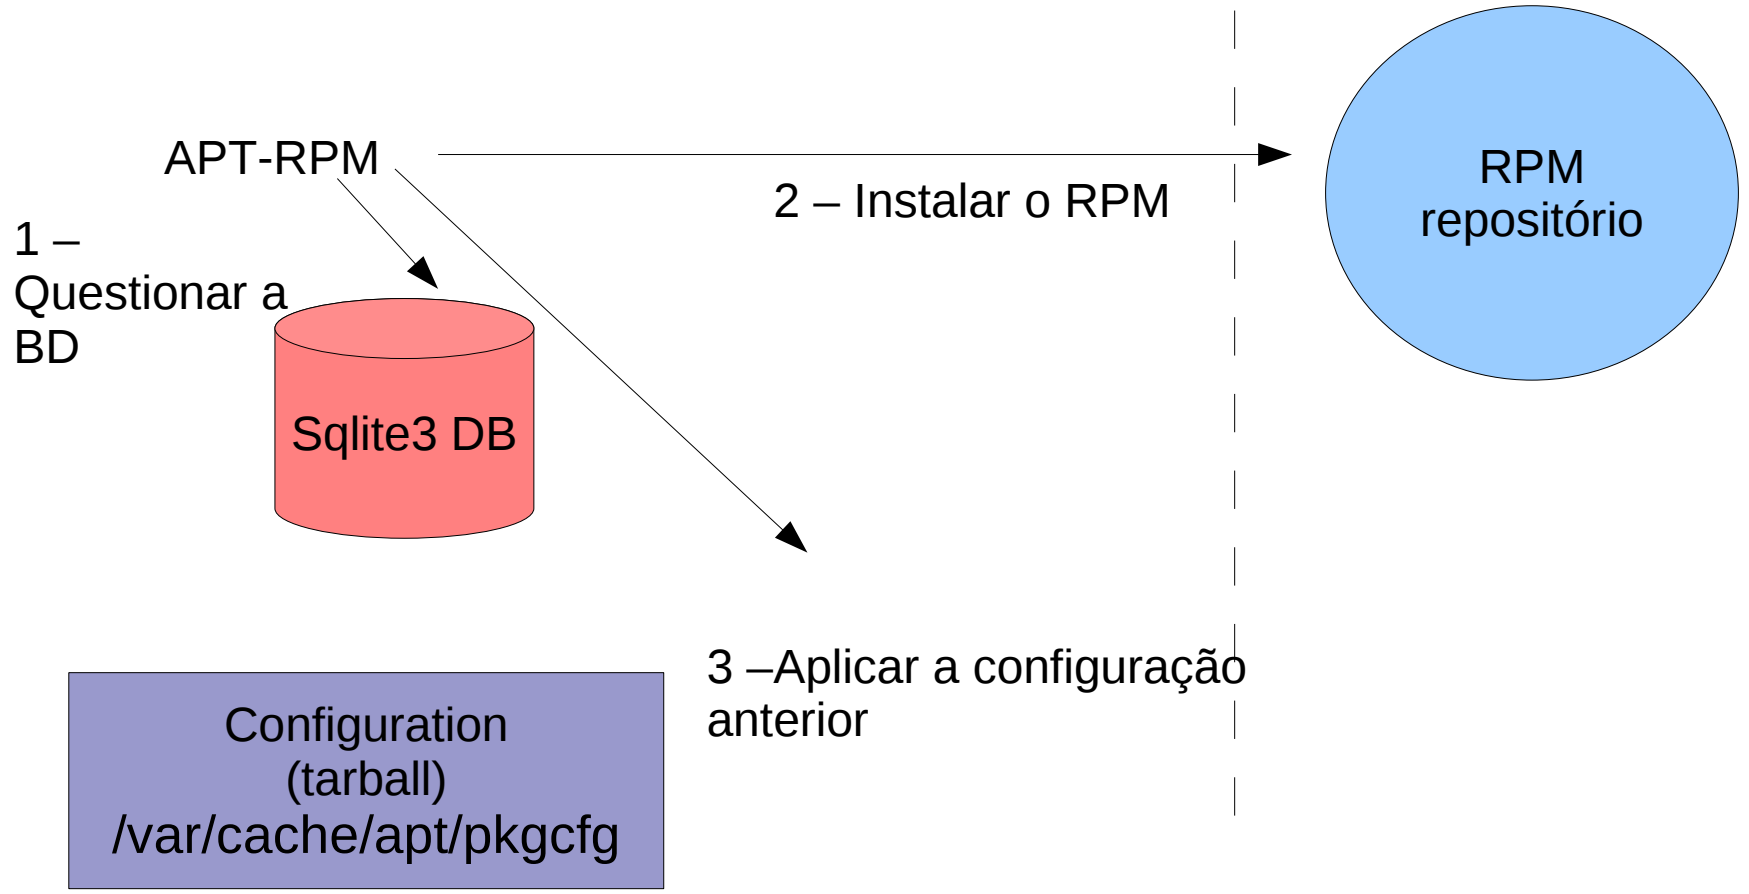 APT-RPM
1 –
Questionar a
BD
2 – Instalar o RPM
RPM
repositório
Sqlite3 DB
3 –Aplicar a configuração
anterior
Configuration
(tarball)
/var/cache/apt/pkgcfg